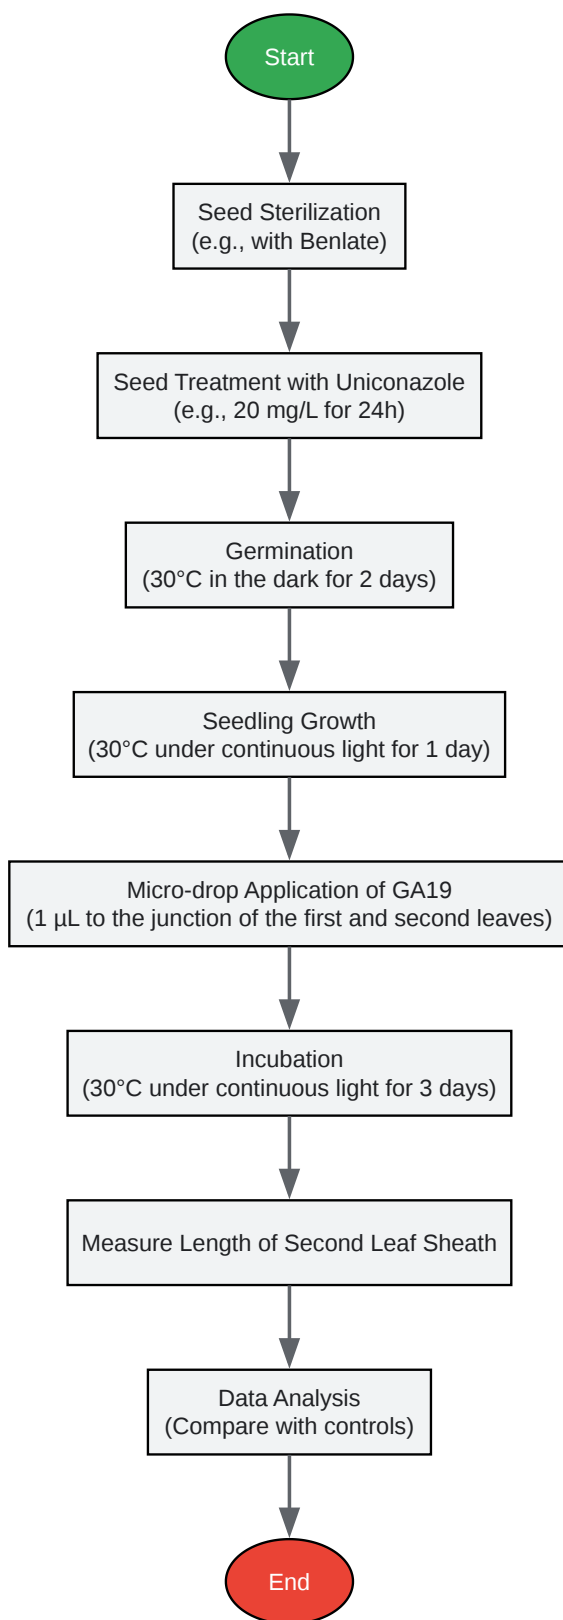 Start
Seed Sterilization
(e.g., with Benlate)
Seed Treatment with Uniconazole
(e.g., 20 mg/L for 24h)
Germination
(30°C in the dark for 2 days)
Seedling Growth
(30°C under continuous light for 1 day)
Micro-drop Application of GA19
(1 µL to the junction of the first and second leaves)
Incubation
(30°C under continuous light for 3 days)
Measure Length of Second Leaf Sheath
Data Analysis
(Compare with controls)
End